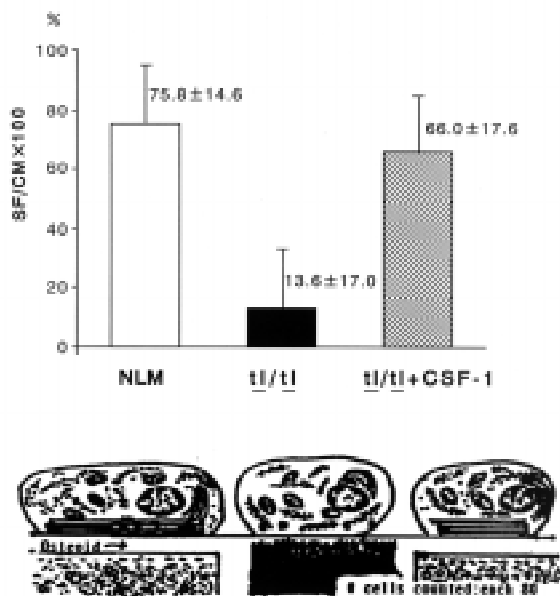 %
100
80
60
40
20
0
SF/CM×100
75.8±14.6
13.6±17.0
66.0±17.6
NLM
tl/tl
tl/tl+CSF-1
Osteoid
# cells counted:each 80